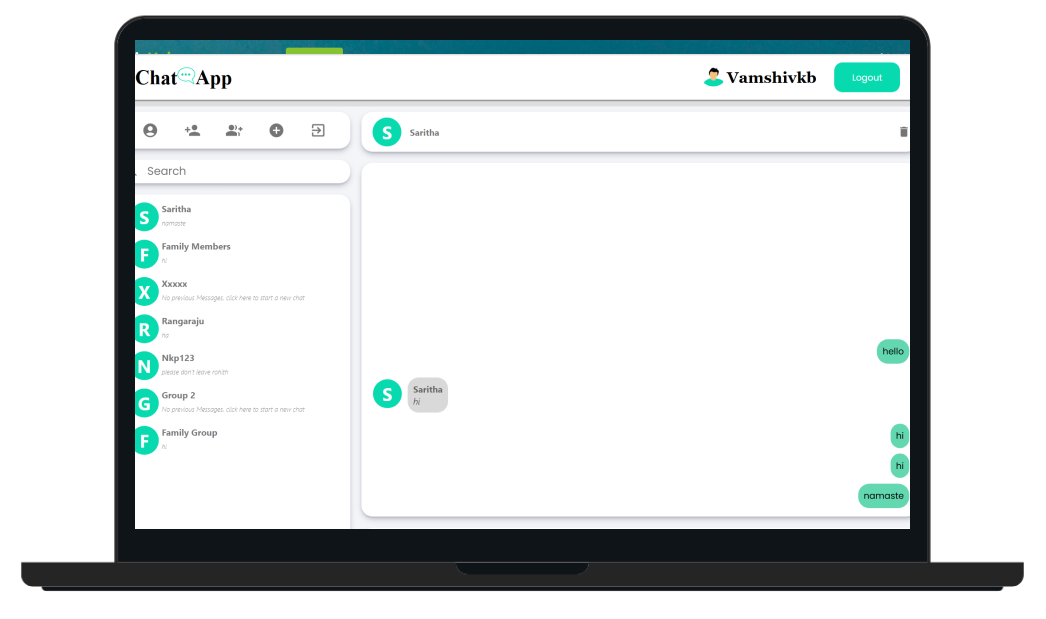 Chat App
Vamshivkb
Logout
Saritha
Search
Saritha
namaste
Family Members
hi
Xxxxx
No previous Messages, click here to start a new chat
Rangaraju
Nkp123
please don't leave rohith
Group 2
No previous Messages, click here to start a new chat
Family Group
hi
hello
Saritha
hi
hi
hi
namaste